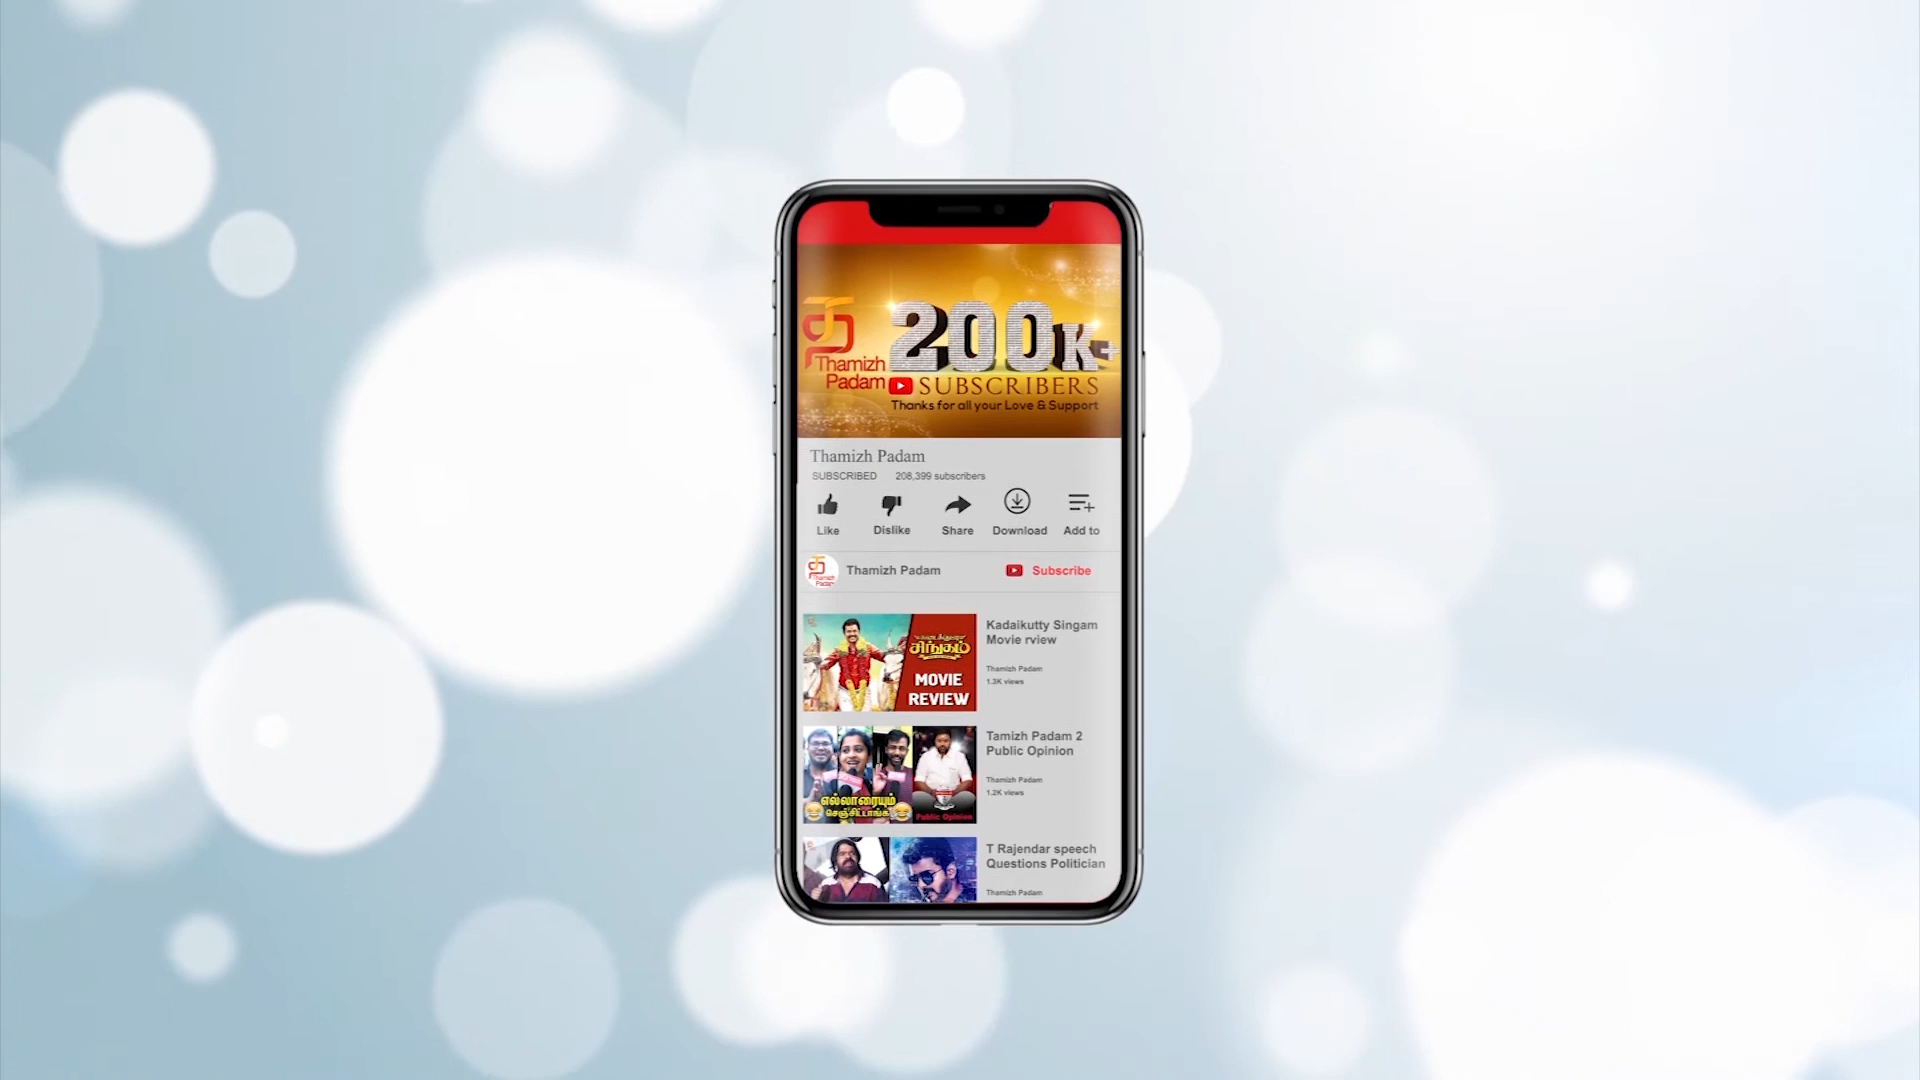 Thamizh
Padam
200K+
SUBSCRIBERS
Thanks for all your Love & Support
Thamizh Padam
SUBSCRIBED 208,399 subscribers
Like Dislike Share Download Add to
Thamizh
Padam
Thamizh Padam Subscribe
சிங்கம்
MOVIE
REVIEW
Kadaikutty Singam
Movie rview
Thamizh Padam
1.3K views
எல்லாரையும்
செஞ்சிட்டாங்க
Public Opinion
Tamizh Padam 2
Public Opinion
Thamizh Padam
1.2K views
T Rajendar speech
Questions Politician
Thamizh Padam